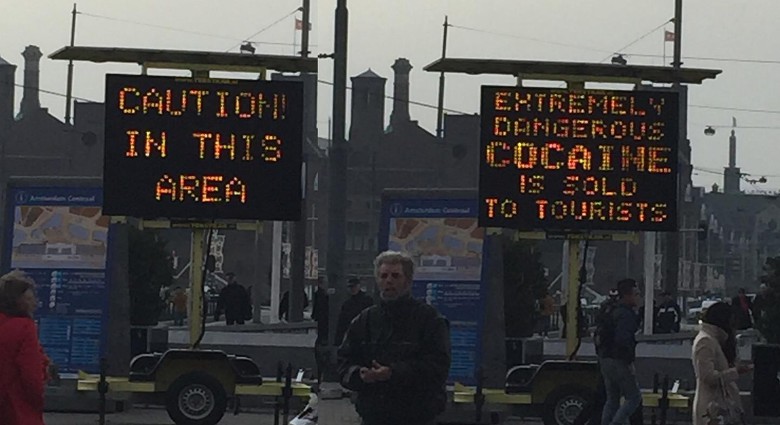 CAUTION!
IN THIS
AREA
Amsterdam Centraal
EXTREMELY
DANGEROUS
COCAINE
IS SOLD
TO TOURISTS
Amsterdam Centraal